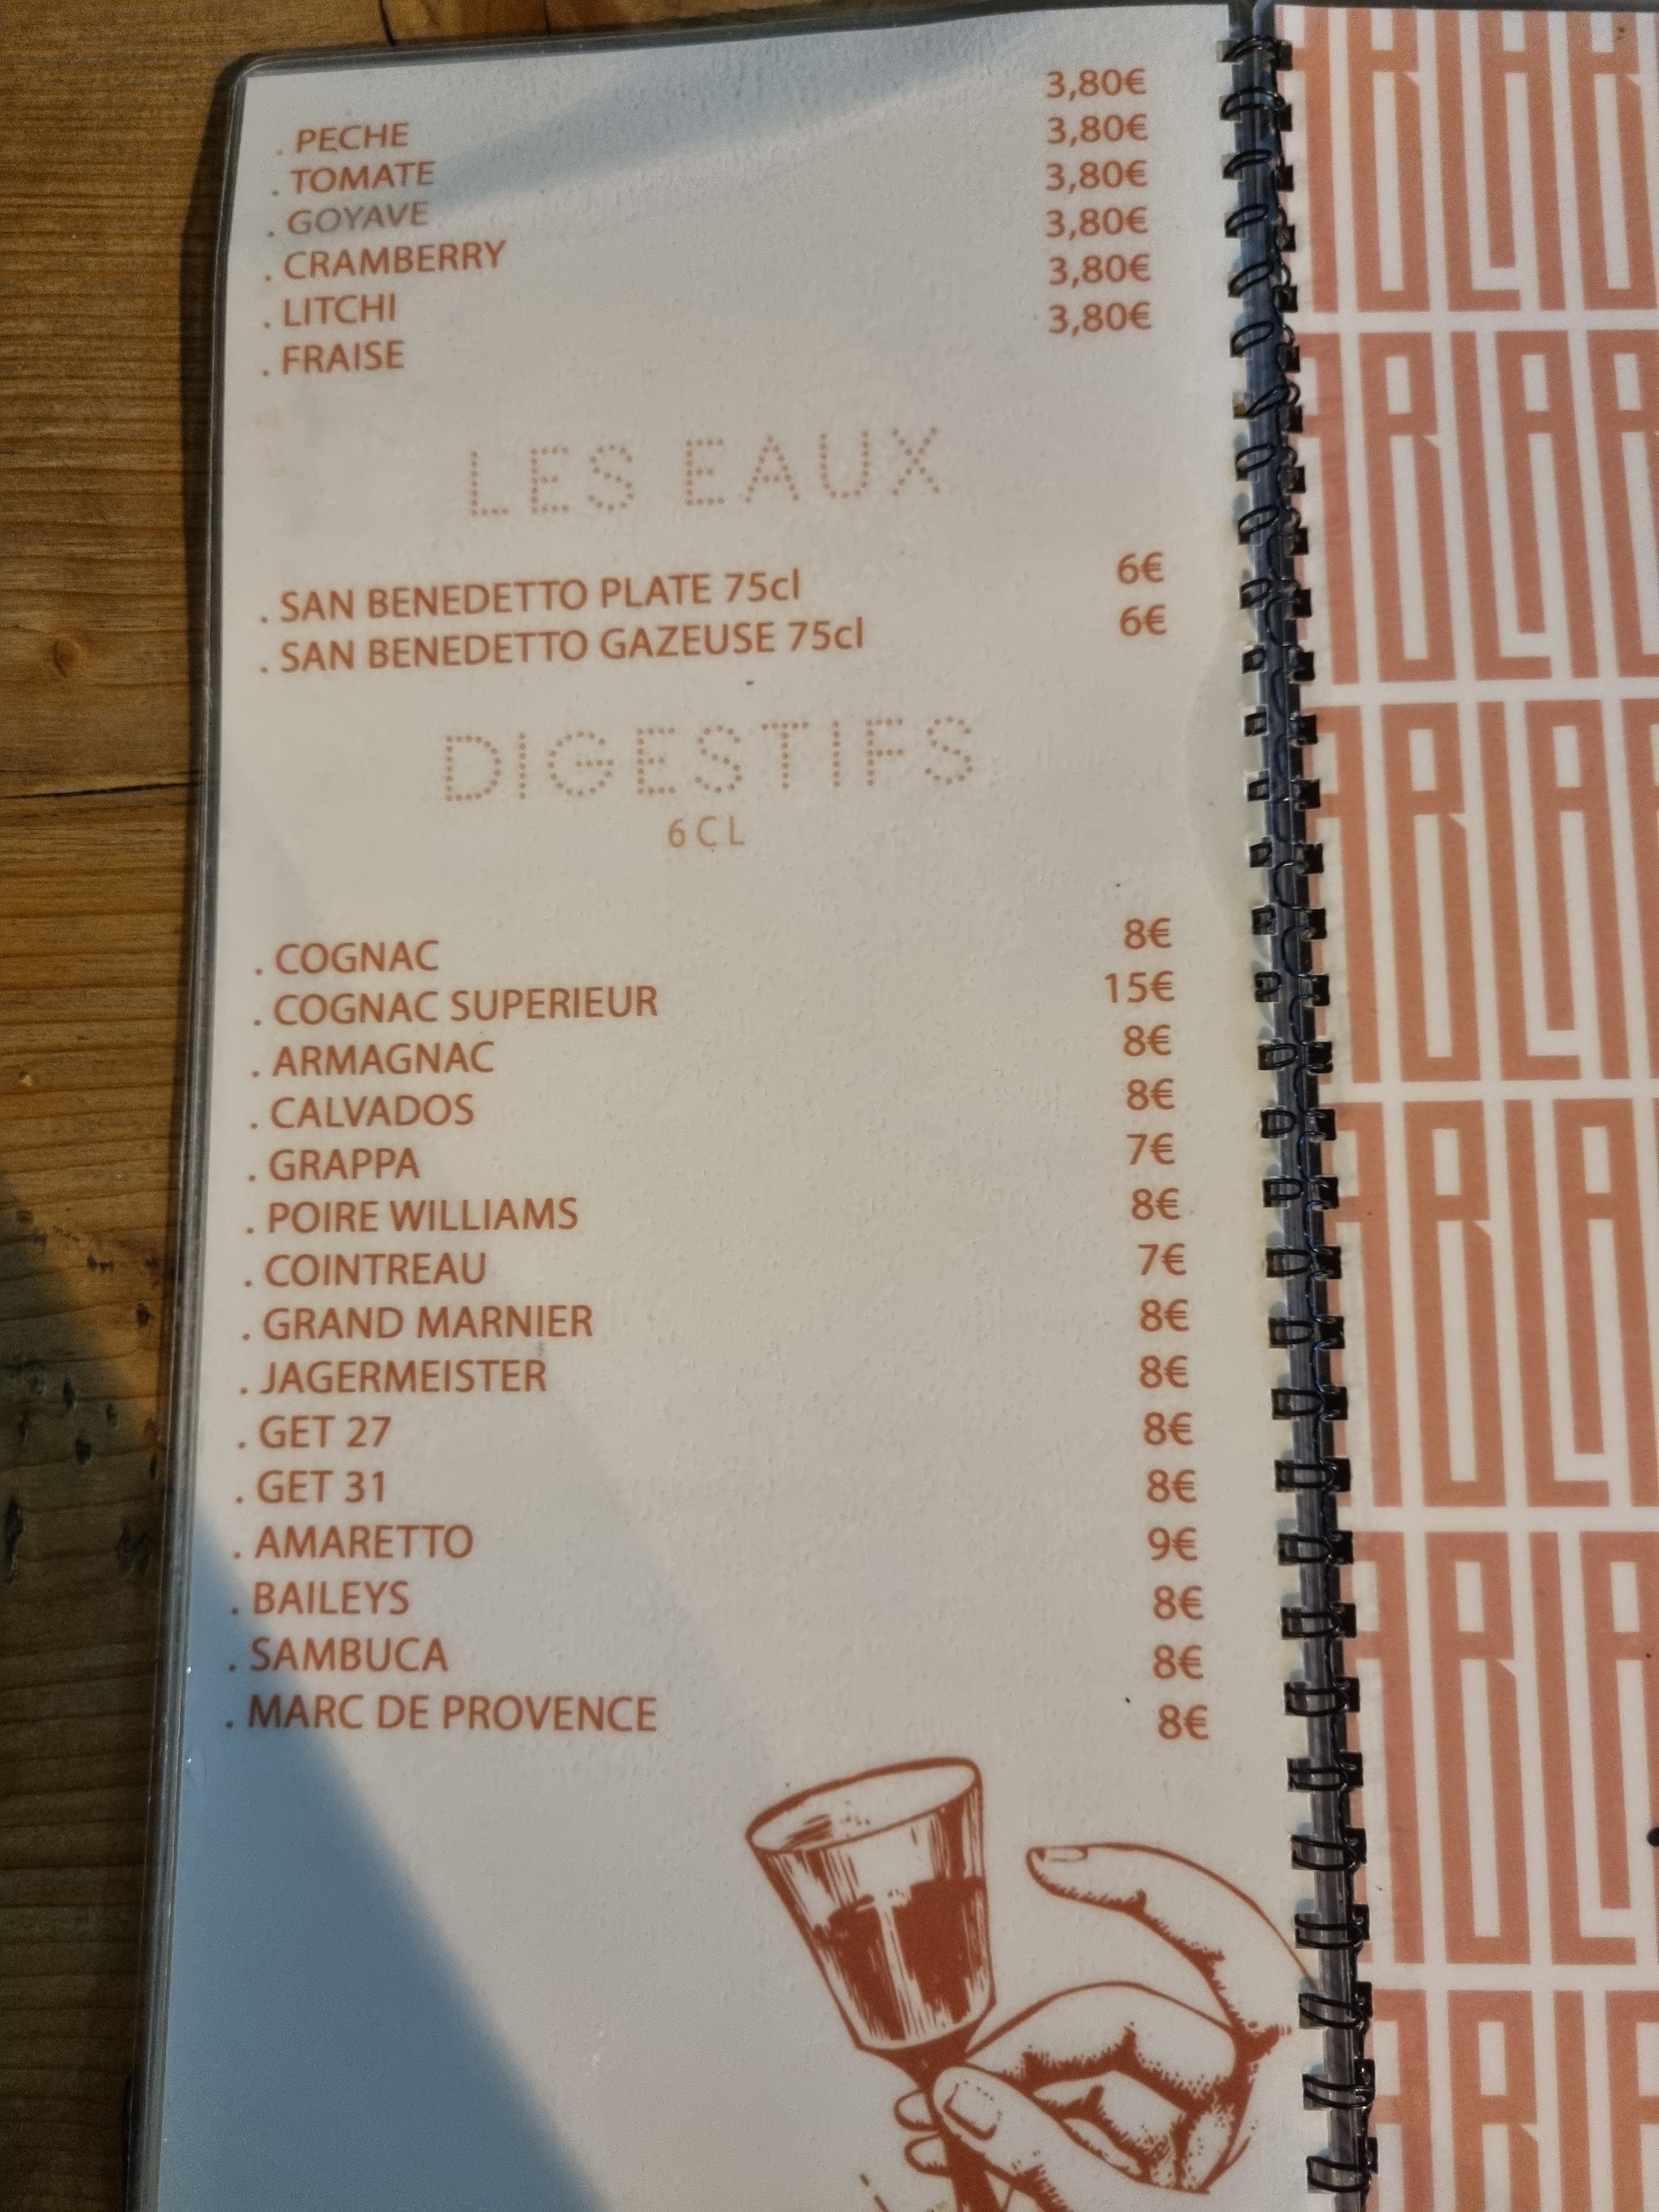 . PECHE 3,80€
. TOMATE 3,80€
. GOYAVE 3,80€
. CRAMBERRY 3,80€
. LITCHI 3,80€
. FRAISE 3,80€
LES EAUX
. SAN BENEDETTO PLATE 75cl 6€
. SAN BENEDETTO GAZEUSE 75cl 6€
DIGESTIFS
6CL
. COGNAC 8€
. COGNAC SUPERIEUR 15€
. ARMAGNAC 8€
. CALVADOS 8€
. GRAPPA 7€
. POIRE WILLIAMS 8€
. COINTREAU 7€
. GRAND MARNIER 8€
. JAGERMEISTER 8€
. GET 27 8€
. GET 31 8€
. AMARETTO 9€
. BAILEYS 8€
. SAMBUCA 8€
. MARC DE PROVENCE 8€